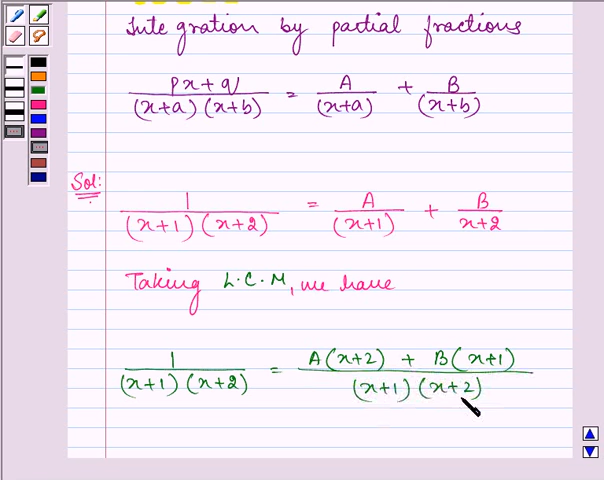 Integration by partial fractions
px+q/(x+a)(x+b) = A/(x+a) + B/(x+b)
Sol:
1/(x+1)(x+2) = A/(x+1) + B/x+2
Taking L.C.M, we have
1/(x+1)(x+2) = A(x+2) + B(x+1)/(x+1)(x+2)